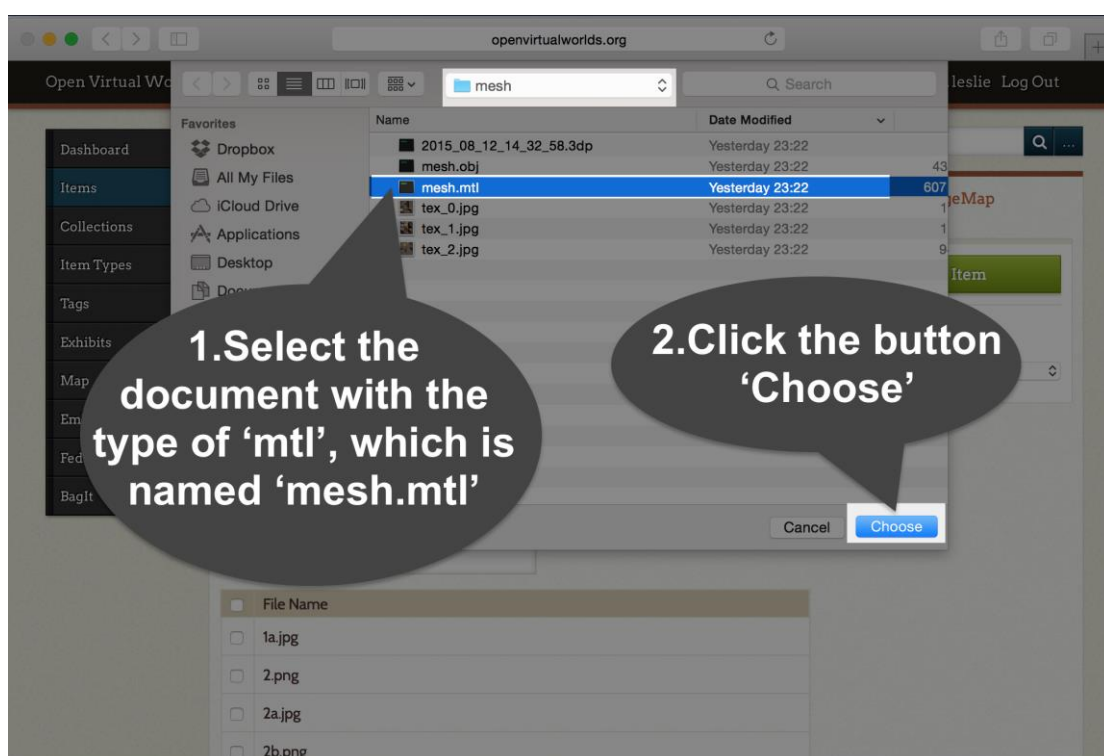 openvirtualworlds.org
Open Virtual Wo
leslie Log Out
mesh
Search
Favorites
Name
Date Modified
Dropbox
2015_08_12_14_32_58.3dp
Yesterday 23:22
All My Files
mesh.obj
Yesterday 23:22
43
iCloud Drive
mesh.mtl
Yesterday 23:22
607
Applications
tex_0.jpg
Yesterday 23:22
1
Desktop
tex_1.jpg
Yesterday 23:22
1
tex_2.jpg
Yesterday 23:22
9
Dashboard
Items
Collections
Item Types
Tags
Exhibits
Map
Em
Fed
BagIt
...
eMap
Item
1.Select the
document with the
type of ‘mtl’, which is
named ‘mesh.mtl’
2.Click the button
‘Choose’
Cancel
Choose
File Name
1a.jpg
2.png
2a.jpg
2b.png